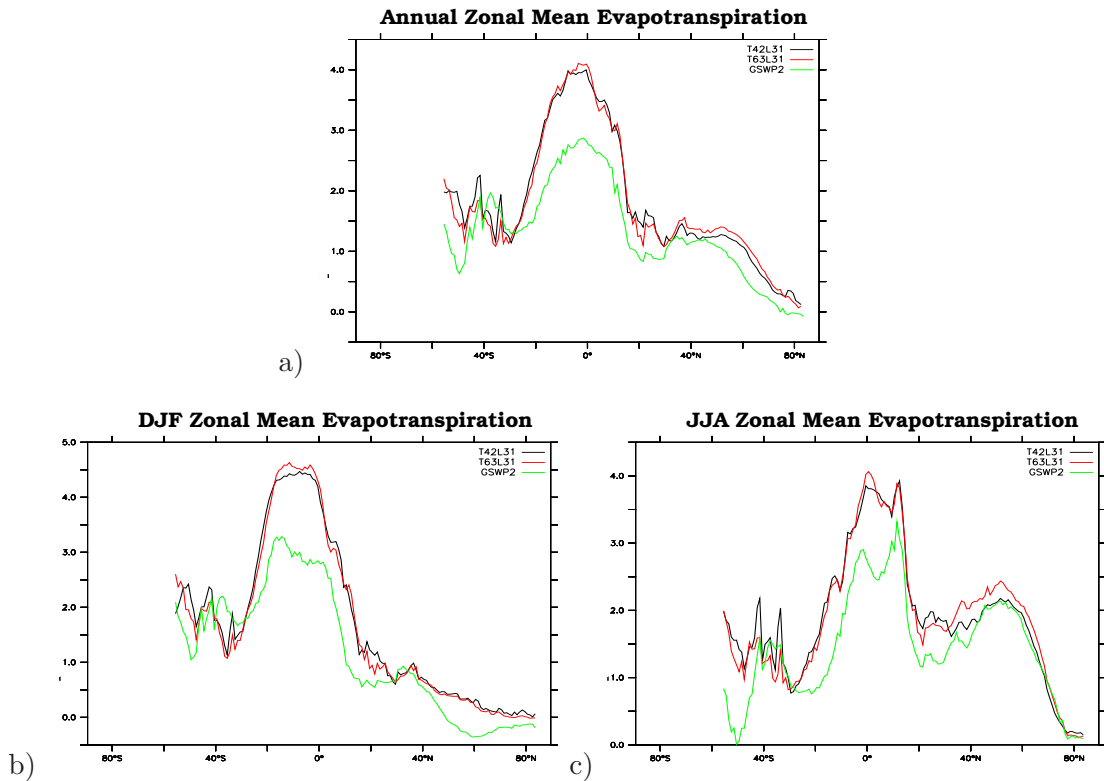 Annual Zonal Mean Evapotranspiration
T42L31
T63L31
GSWP2
4.0
3.0
2.0
1.0
0.0
80°S
40°S
0°
40°N
80°N
a)
DJF Zonal Mean Evapotranspiration
T42L31
T63L31
GSWP2
5.0
4.0
3.0
2.0
1.0
0.0
80°S
40°S
0°
40°N
80°N
b)
JJA Zonal Mean Evapotranspiration
T42L31
T63L31
GSWP2
4.0
3.0
2.0
1.0
0.0
80°S
40°S
0°
40°N
80°N
c)